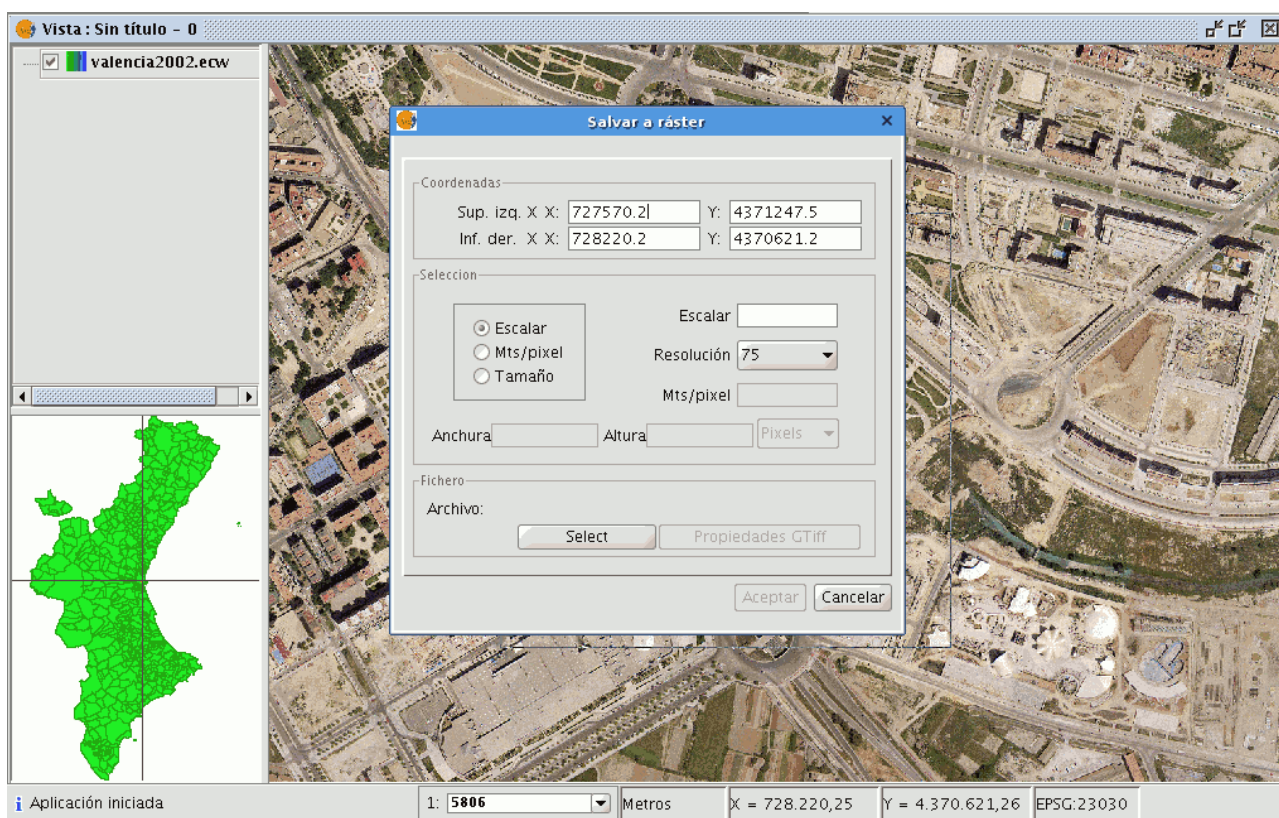 Vista : Sin título - 0
valencia2002.ecw
Salvar a ráster
Coordenadas
Sup. izq. X X: 727570.2 Y: 4371247.5
Inf. der. X X: 728220.2 Y: 4370621.2
Seleccion
Escalar
Mts/pixel
Tamaño
Escalar
Resolución 75
Mts/pixel
Anchura Altura Pixels
Fichero
Archivo:
Select Propiedades GTiff
Aceptar Cancelar
Aplicación iniciada 1: 5806 Metros X = 728.220,25 Y = 4.370.621,26 EPSG:23030